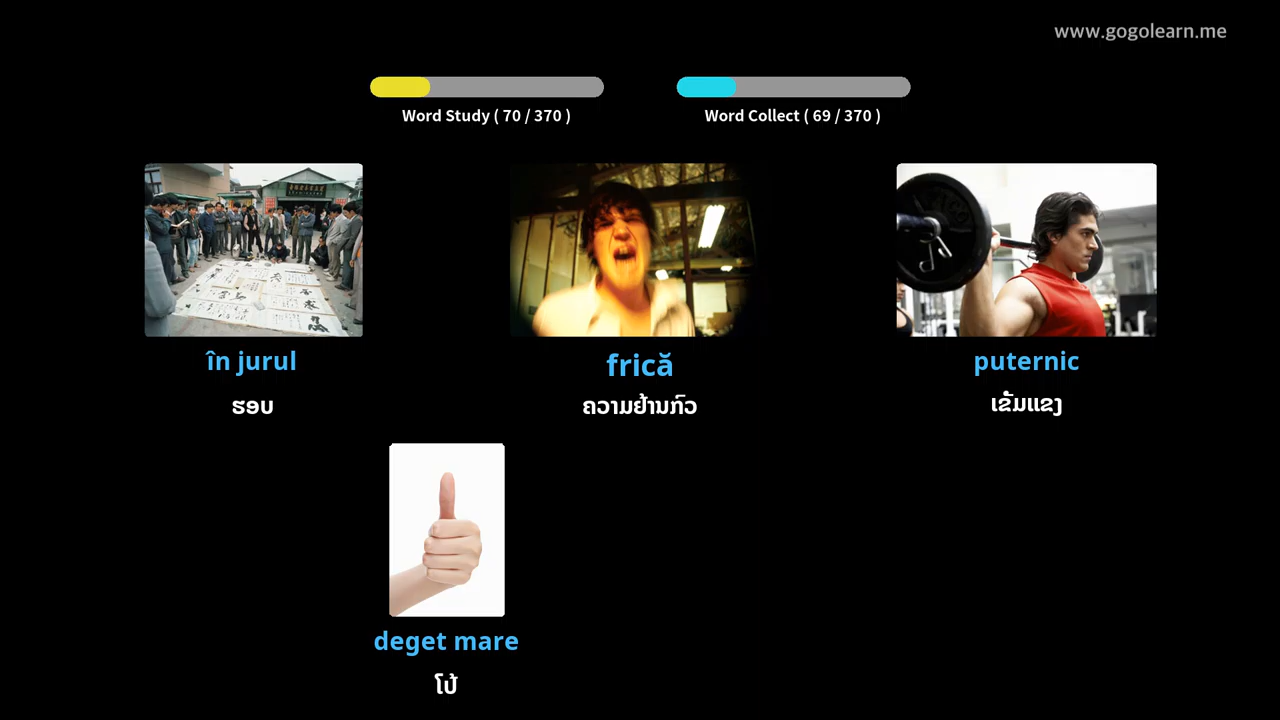 www.gogolearn.me
Word Study ( 70 / 370 )
Word Collect ( 69 / 370 )
în jurul
frică
puternic
ຮອບ
ຄວາມຢ້ານກົວ
ເຂັ້ມແຂງ
deget mare
ໂປ້